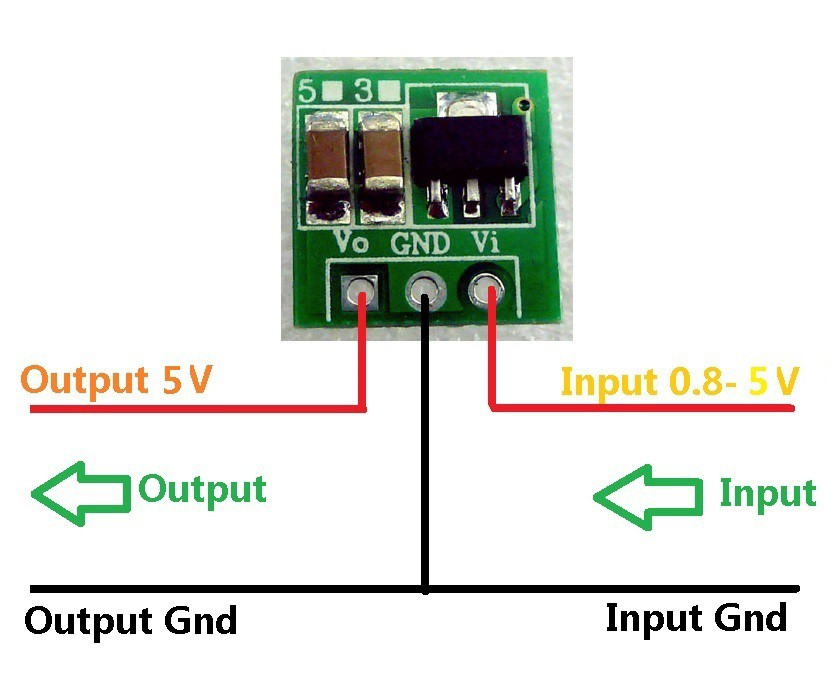 5 3
Vo GND Vi
Output 5V
Input 0.8- 5V
Output
Input
Output Gnd
Input Gnd